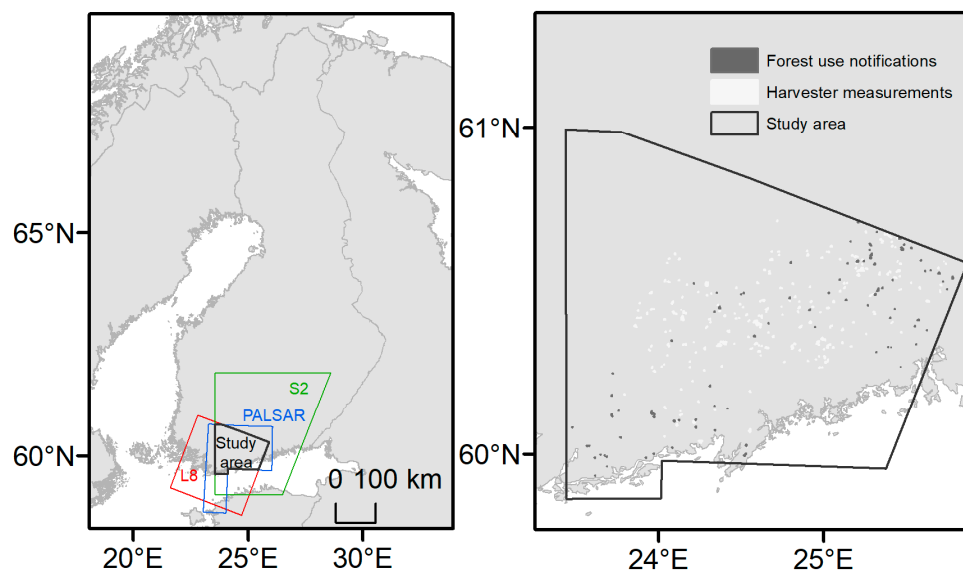 65°N
60°N
20°E
25°E
30°E
S2
PALSAR
Study
area
L8
0 100 km
Forest use notifications
Harvester measurements
Study area
61°N
60°N
24°E
25°E